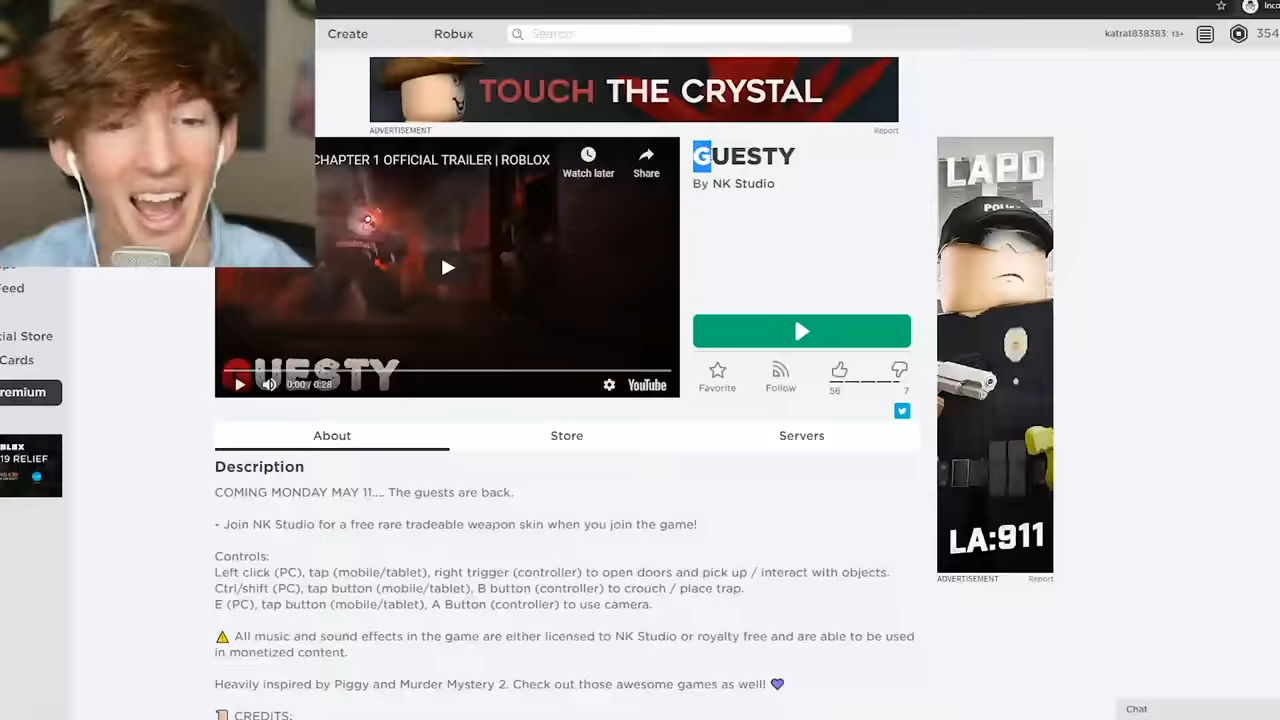 Create
Robux
Search
katrat838383: 13+
354
TOUCH THE CRYSTAL
ADVERTISEMENT
Report
CHAPTER 1 OFFICIAL TRAILER | ROBLOX
Watch later
Share
GUESTY
By NK Studio
LAPD
Feed
cial Store
Cards
remium
BLOX
19 RELIEF
GUESTY
0:00 / 0:28
YouTube
Favorite
Follow
56
7
About
Store
Servers
Description
COMING MONDAY MAY 11.... The guests are back.
- Join NK Studio for a free rare tradeable weapon skin when you join the game!
Controls:
Left click (PC), tap (mobile/tablet), right trigger (controller) to open doors and pick up / interact with objects.
Ctrl/shift (PC), tap button (mobile/tablet), B button (controller) to crouch / place trap.
E (PC), tap button (mobile/tablet), A Button (controller) to use camera.
⚠️ All music and sound effects in the game are either licensed to NK Studio or royalty free and are able to be used
in monetized content.
Heavily inspired by Piggy and Murder Mystery 2. Check out those awesome games as well! 💜
📜 CREDITS:
LA:911
ADVERTISEMENT
Report
Chat